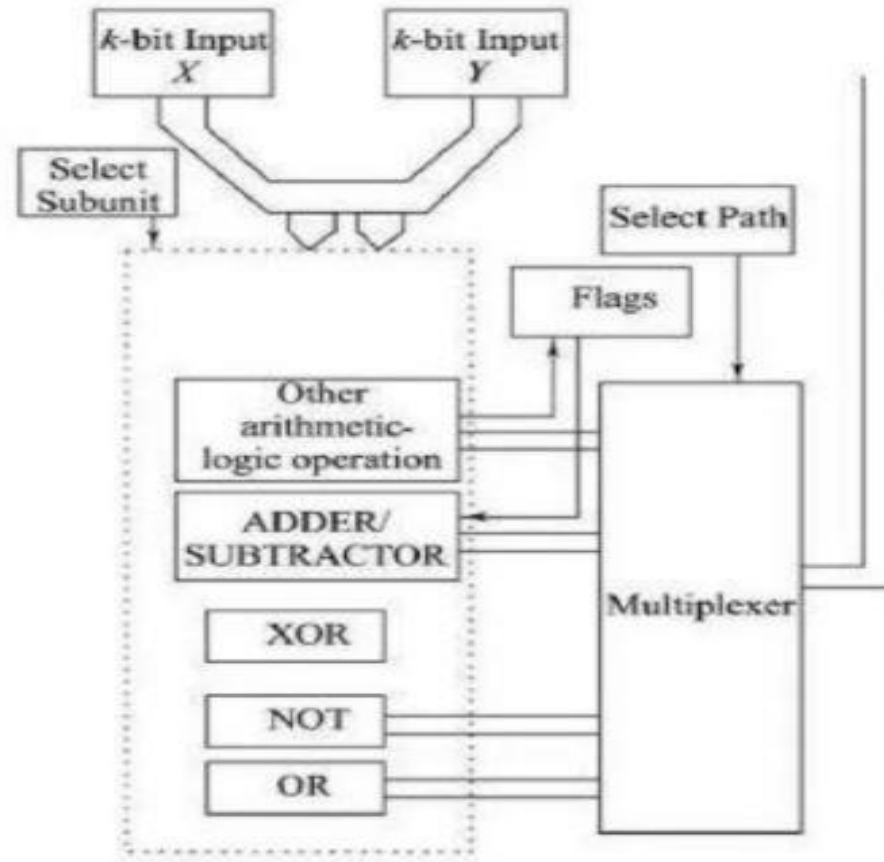 k-bit Input
X
k-bit Input
Y
Select
Subunit
Select Path
Flags
Other
arithmetic-
logic operation
ADDER/
SUBTRACTOR
XOR
NOT
OR
Multiplexer